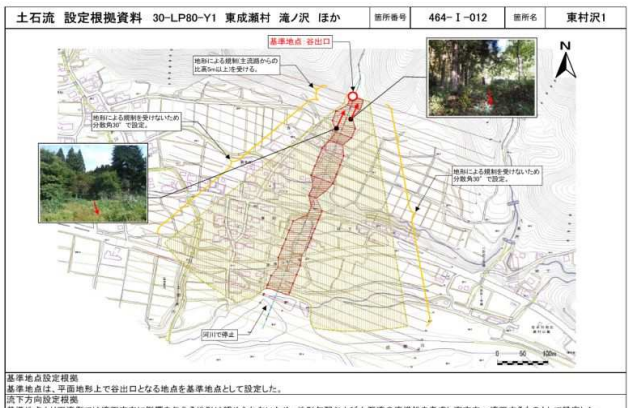 土石流 設定根拠資料 30-LP80-Y1 東成瀬村 滝ノ沢 ほか
箇所番号
464-Ⅰ-012
箇所名
東村沢1
基準地点:谷出口
地形による規制(主流路からの
比高5m以上)を受ける。
N
地形による規制を受けないため
分散角30°で設定。
地形による規制を受けないため
分散角30°で設定。
河川で停止
0 50 100m
基準地点設定根拠
基準地点は、平面地形上で谷出口となる地点を基準地点として設定した。
流下方向設定根拠